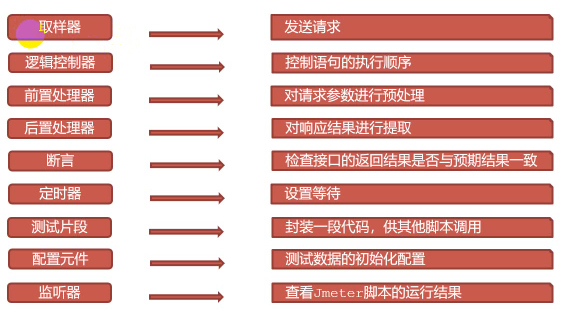 取样器 发送请求
逻辑控制器 控制语句的执行顺序
前置处理器 对请求参数进行预处理
后置处理器 对响应结果进行提取
断言 检查接口的返回结果是否与预期结果一致
定时器 设置等待
测试片段 封装一段代码，供其他脚本调用
配置元件 测试数据的初始化配置
监听器 查看Jmeter脚本的运行结果